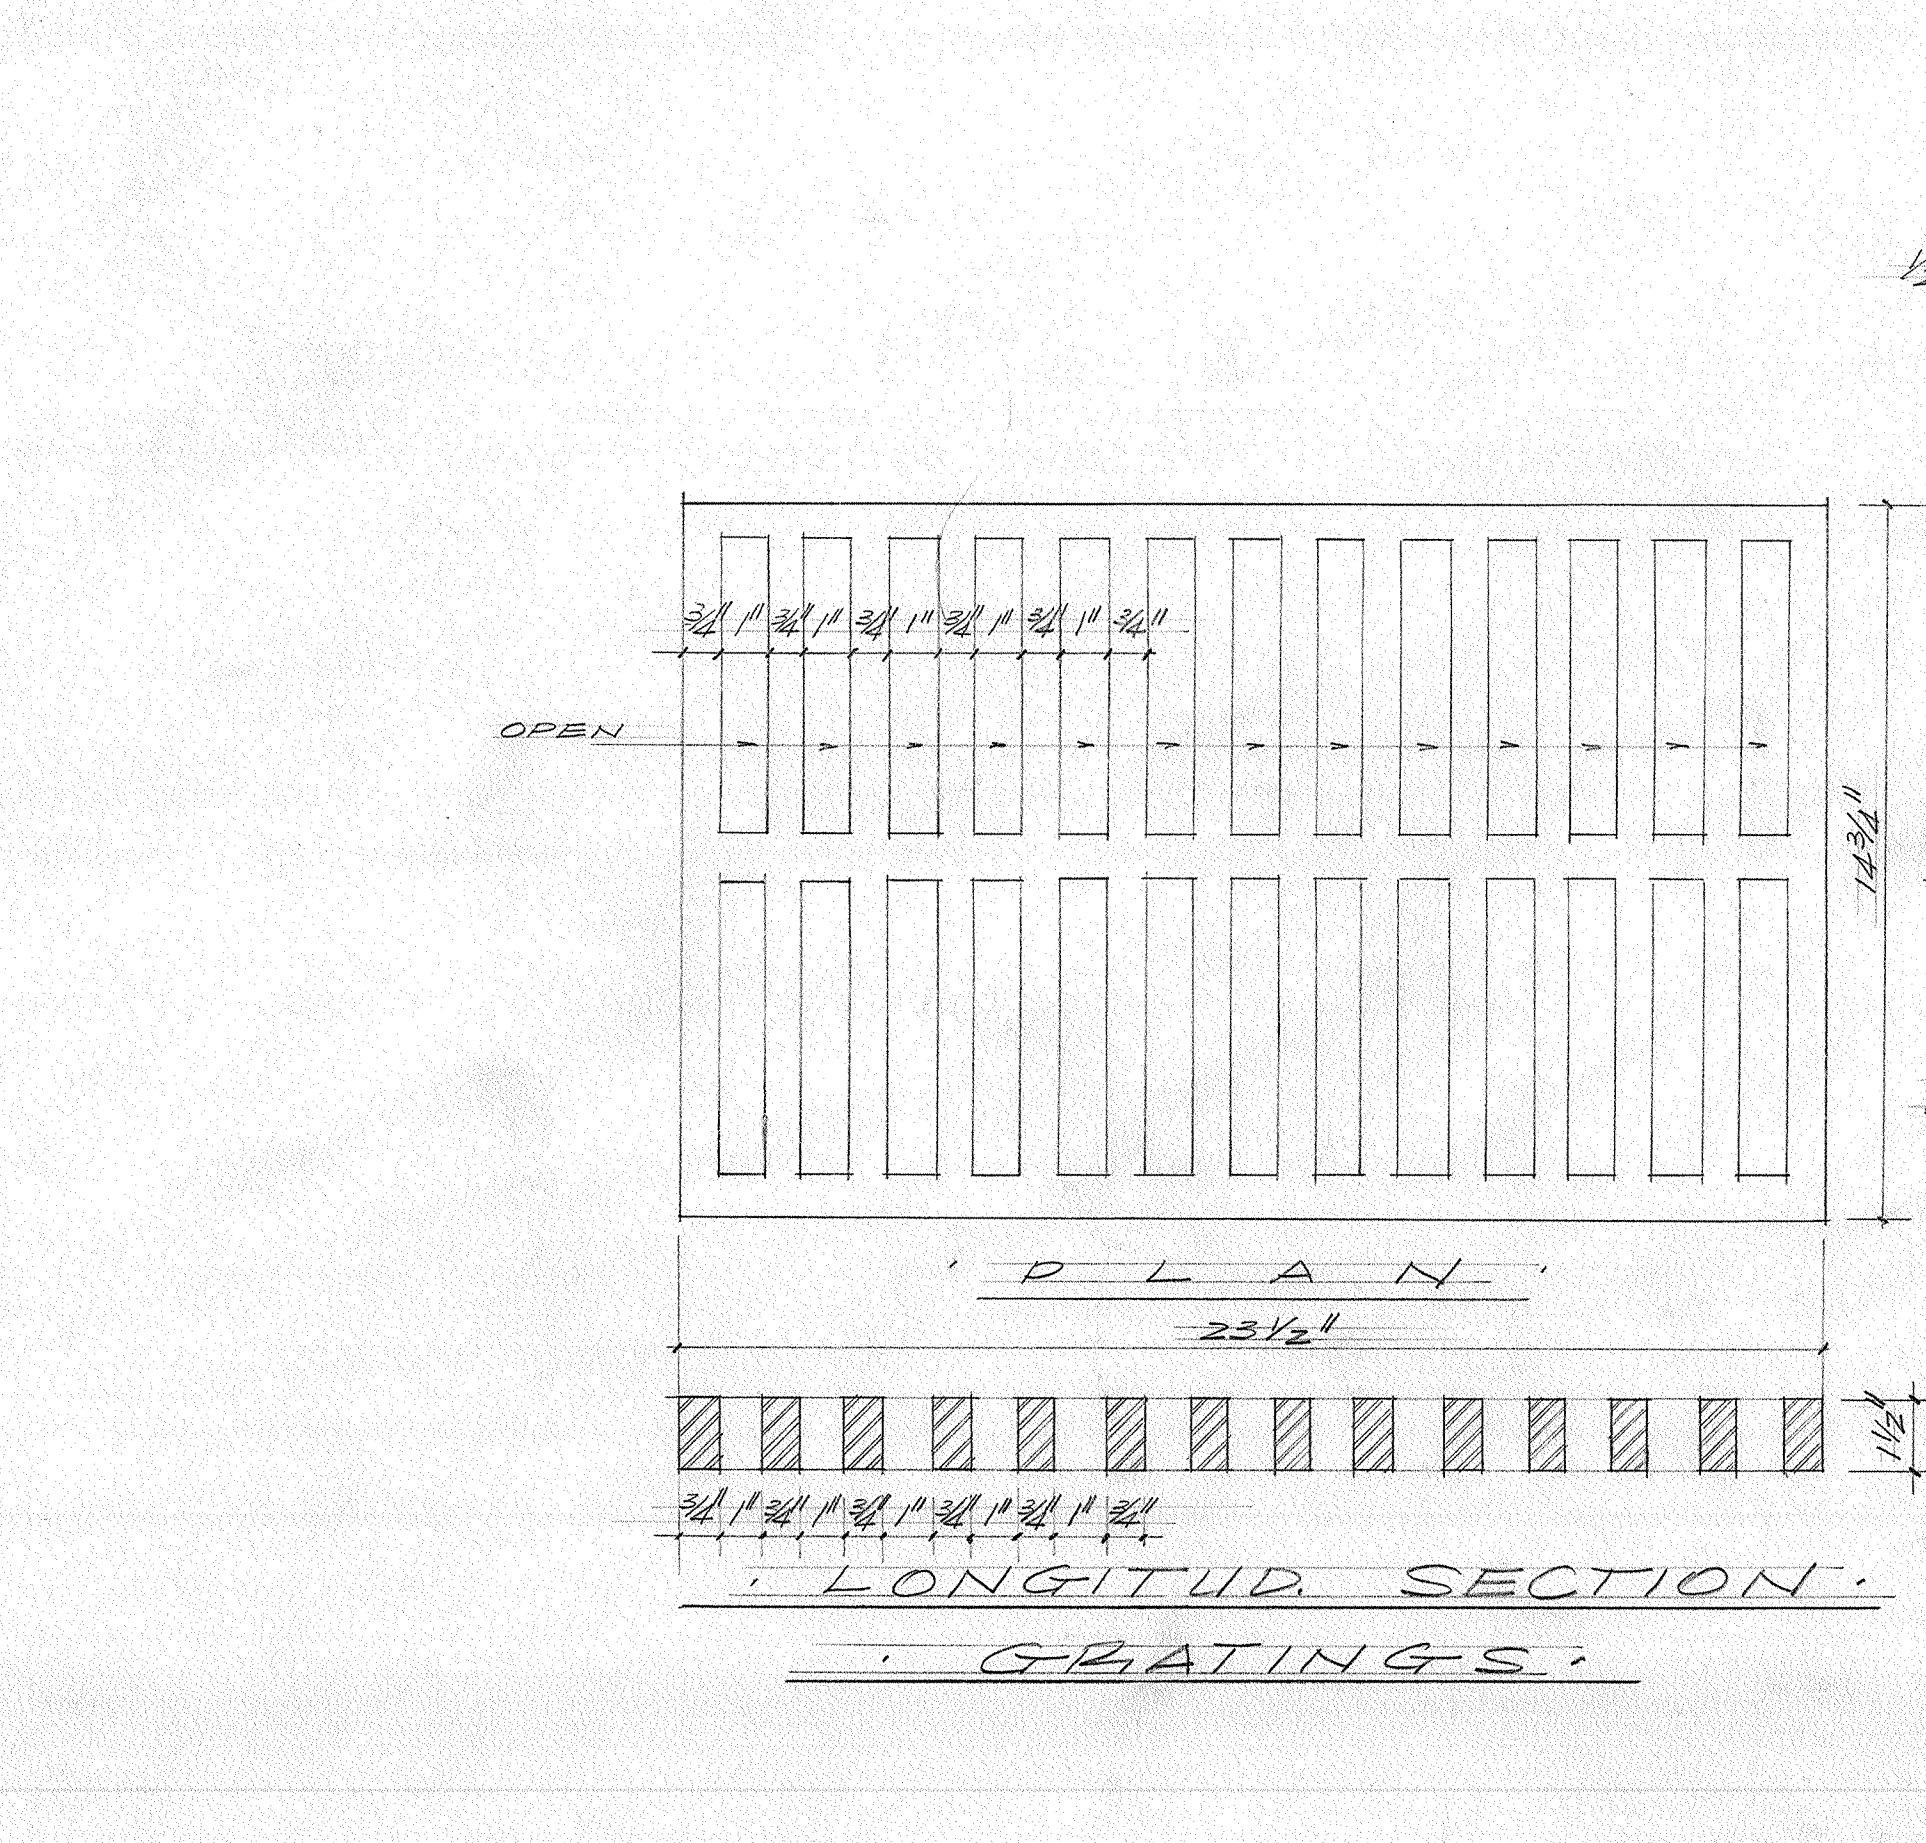 3/4" 1" 3/4" 1" 3/4" 1" 3/4" 1" 3/4" 1" 3/4"
OPEN
14 3/4"
· PLAN ·
23 1/2"
1 1/2"
3/4" 1" 3/4" 1" 3/4" 1" 3/4" 1" 3/4" 1" 3/4"
· LONGITUD. SECTION ·
· GRATINGS ·